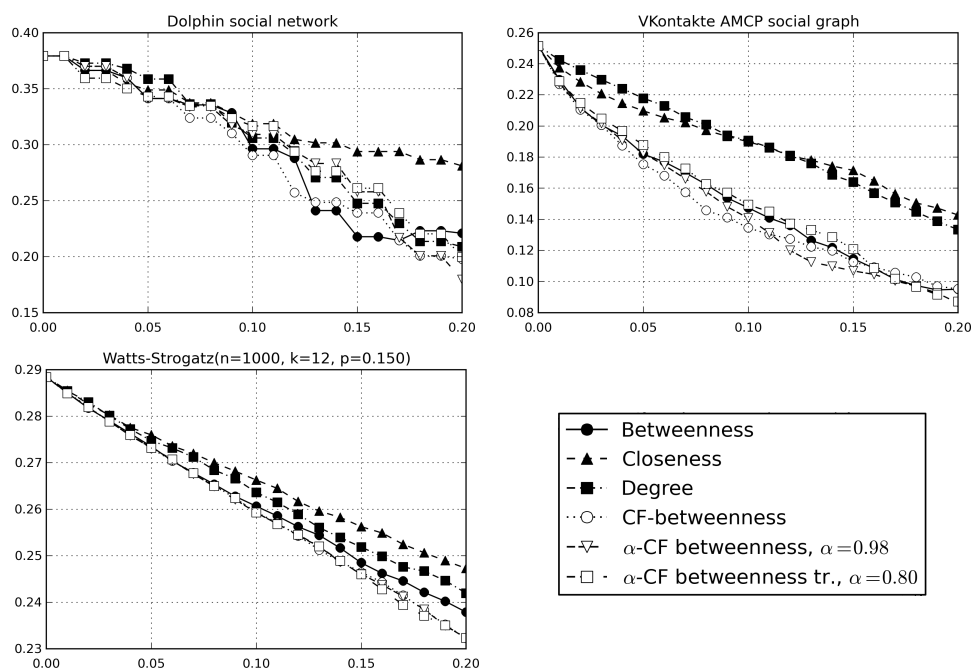 Dolphin social network
0.40
0.35
0.30
0.25
0.20
0.15
0.00 0.05 0.10 0.15 0.20
VKontakte AMCP social graph
0.26
0.24
0.22
0.20
0.18
0.16
0.14
0.12
0.10
0.08
0.00 0.05 0.10 0.15 0.20
Watts-Strogatz(n=1000, k=12, p=0.150)
0.29
0.28
0.27
0.26
0.25
0.24
0.23
0.00 0.05 0.10 0.15 0.20
Betweenness
Closeness
Degree
CF-betweenness
α-CF betweenness, α=0.98
α-CF betweenness tr., α=0.80